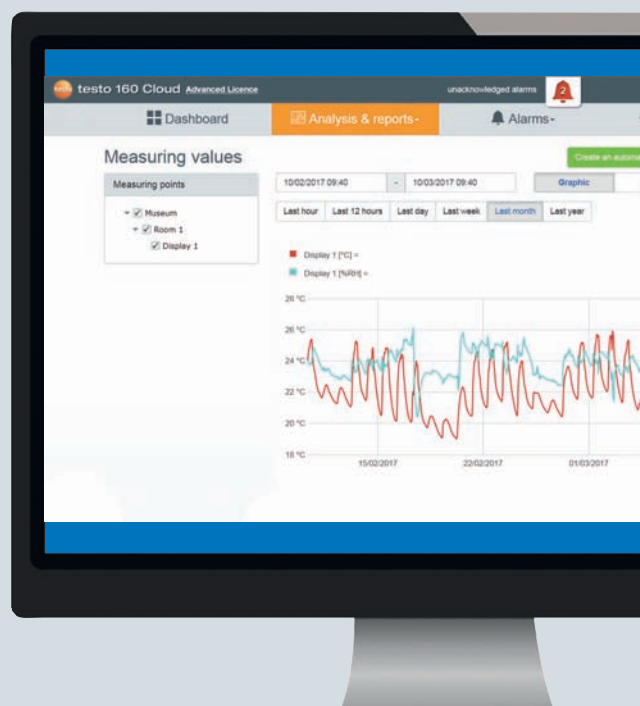 testo 160 Cloud Advanced Licence
unacknowledged alarms
2
Dashboard
Analysis & reports-
Alarms-
Measuring values
Create an
Measuring points
Museum
Room 1
Display 1
10/02/2017 09:40 - 10/03/2017 09:40
Graphic
Last hour Last 12 hours Last day Last week Last month Last year
Display 1 [°C] =
Display 1 [%RH] =
28 °C
26 °C
24 °C
22 °C
20 °C
18 °C
15/02/2017 22/02/2017 01/03/2017